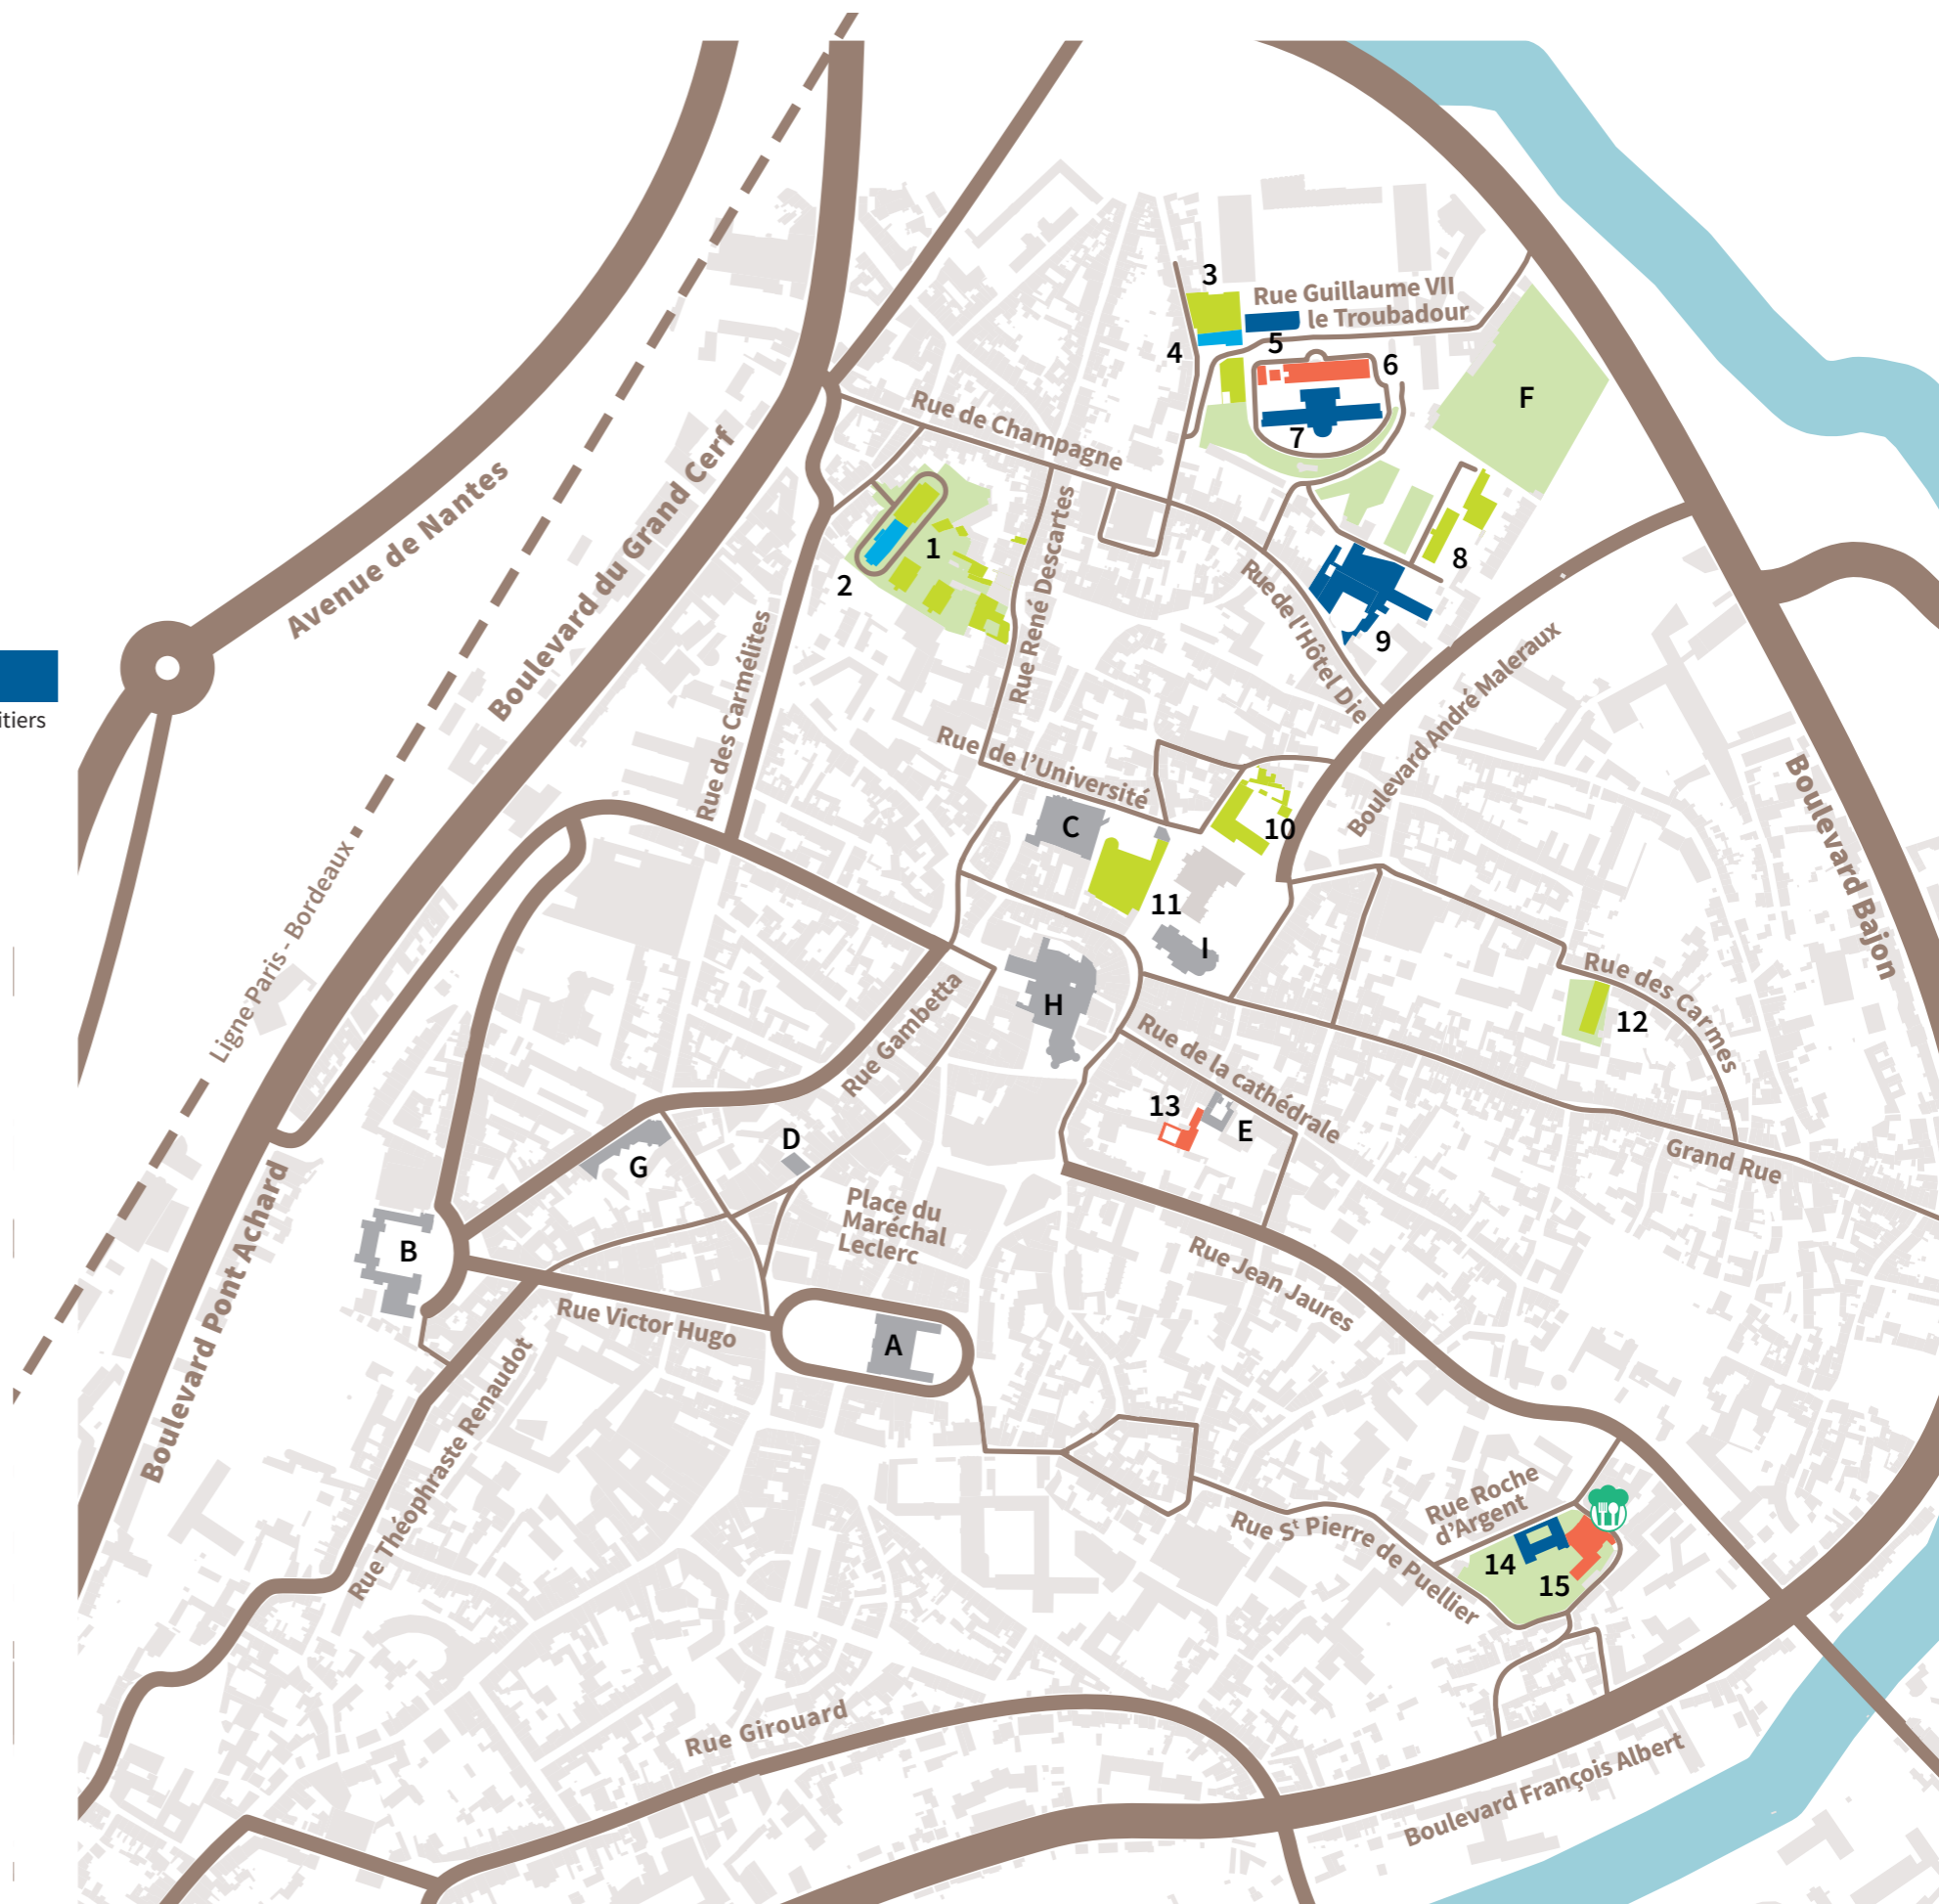 3
Rue Guillaume VII
le Troubadour
5
4
6
F
7
Rue de Champagne
Avenue de Nantes
Boulevard du Grand Cerf
1
2
8
Rue René Descartes
Rue de l'Hôtel Die
9
Rue des Carmélites
Boulevard André Maleraux
itiers
Rue de l'Université
C
10
Boulevard Bajon
11
Ligne Paris - Bordeaux
I
H
Rue des Carmes
12
Rue Gambetta
Rue de la cathédrale
13
E
D
G
Grand Rue
Place du
Maréchal
Leclerc
B
Boulevard Pont Achard
Rue Jean Jaures
Rue Victor Hugo
A
Rue Théophraste Renaudot
Rue Roche
d'Argent
Rue Sᵗ Pierre de Puellier
14
15
Rue Girouard
Boulevard François Albert